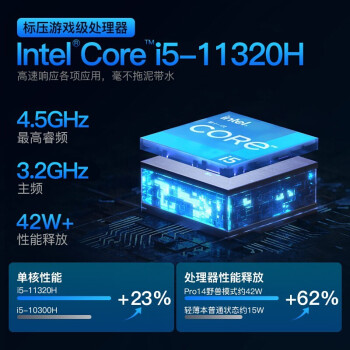 标压游戏级处理器
Intel® Core™ i5-11320H
高速响应各项应用，毫不拖泥带水
4.5GHz
最高睿频
3.2GHz
主频
42W+
性能释放
intel
CORE
i5
单核性能
i5-11320H
+23%
i5-10300H
处理器性能释放
Pro14野兽模式约42W
+62%
轻薄本普通状态约15W